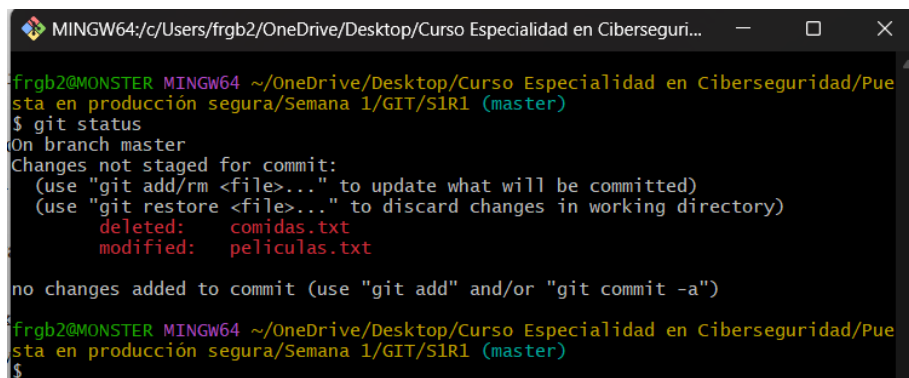 MINGW64:/c/Users/frgb2/OneDrive/Desktop/Curso Especialidad en Ciberseguri...
frgb2@MONSTER MINGW64 ~/OneDrive/Desktop/Curso Especialidad en Ciberseguridad/Pue
sta en producción segura/Semana 1/GIT/S1R1 (master)
$ git status
On branch master
Changes not staged for commit:
  (use "git add/rm <file>..." to update what will be committed)
  (use "git restore <file>..." to discard changes in working directory)
        deleted:    comidas.txt
        modified:   peliculas.txt
no changes added to commit (use "git add" and/or "git commit -a")
frgb2@MONSTER MINGW64 ~/OneDrive/Desktop/Curso Especialidad en Ciberseguridad/Pue
sta en producción segura/Semana 1/GIT/S1R1 (master)
$